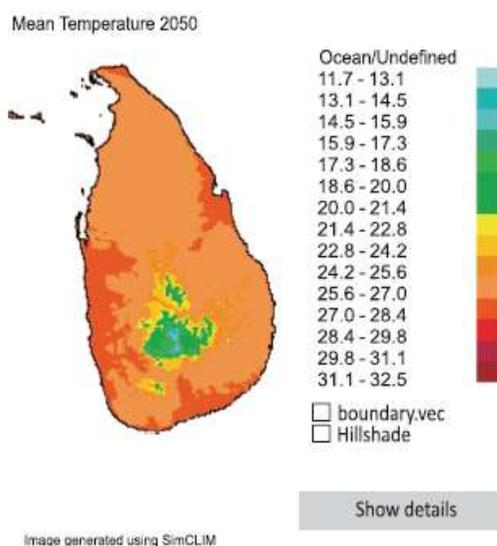 Mean Temperature 2050
Ocean/Undefined
11.7 - 13.1
13.1 - 14.5
14.5 - 15.9
15.9 - 17.3
17.3 - 18.6
18.6 - 20.0
20.0 - 21.4
21.4 - 22.8
22.8 - 24.2
24.2 - 25.6
25.6 - 27.0
27.0 - 28.4
28.4 - 29.8
29.8 - 31.1
31.1 - 32.5
boundary.vec
Hillshade
Show details
Image generated using SimCLIM